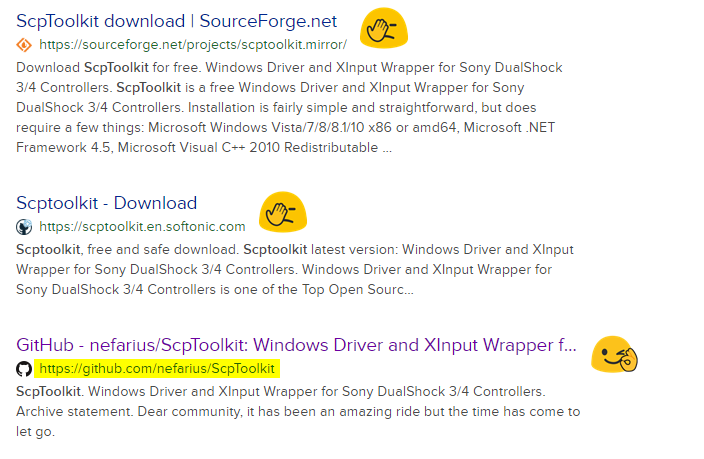 ScpToolkit download | SourceForge.net
https://sourceforge.net/projects/scptoolkit.mirror/
Download ScpToolkit for free. Windows Driver and XInput Wrapper for Sony DualShock
3/4 Controllers. ScpToolkit is a free Windows Driver and XInput Wrapper for Sony
DualShock 3/4 Controllers. Installation is fairly simple and straightforward, but does
require a few things: Microsoft Windows Vista/7/8/8.1/10 x86 or amd64, Microsoft .NET
Framework 4.5, Microsoft Visual C++ 2010 Redistributable ...
Scptoolkit - Download
https://scptoolkit.en.softonic.com
Scptoolkit, free and safe download. Scptoolkit latest version: Windows Driver and XInput
Wrapper for Sony DualShock 3/4 Controllers. Windows Driver and XInput Wrapper for
Sony DualShock 3/4 Controllers is one of the Top Open Sourc...
GitHub - nefarius/ScpToolkit: Windows Driver and XInput Wrapper f...
https://github.com/nefarius/ScpToolkit
ScpToolkit. Windows Driver and XInput Wrapper for Sony DualShock 3/4 Controllers.
Archive statement. Dear community, it has been an amazing ride but the time has come to
let go.